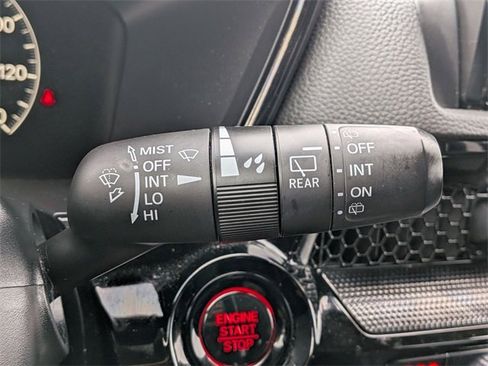 120
MIST
OFF
INT
LO
HI
REAR
OFF
INT
ON
ENGINE
START
STOP